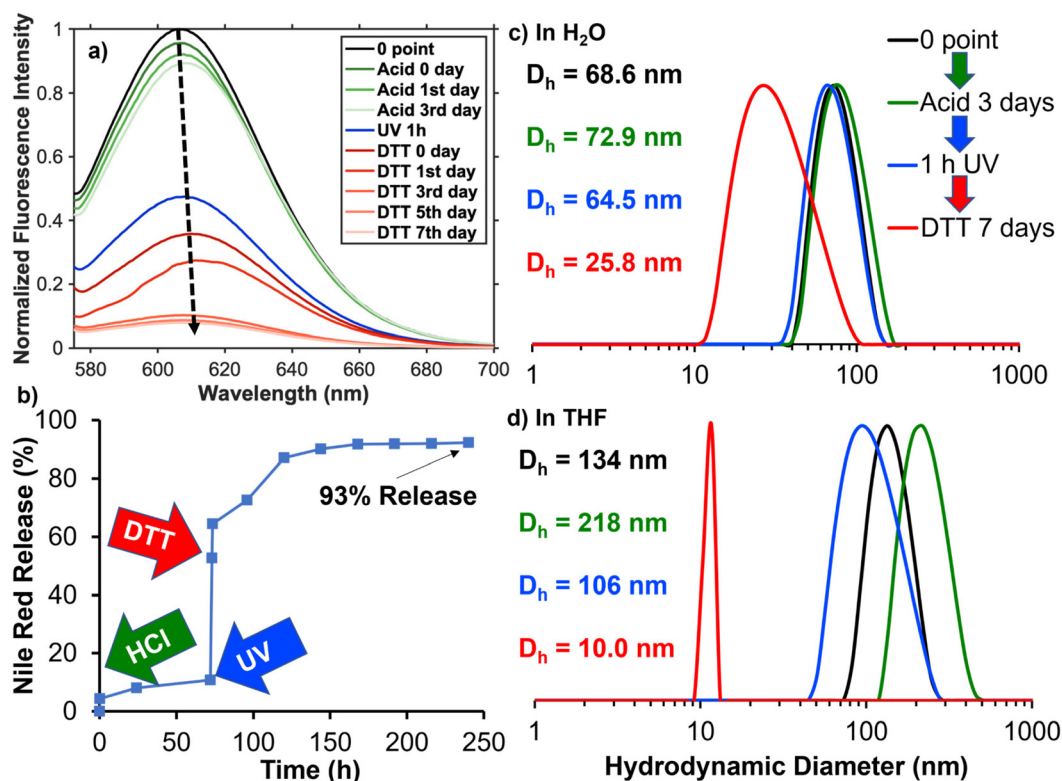 a)
Normalized Fluorescence Intensity
1
0.8
0.6
0.4
0.2
0
0 point
Acid 0 day
Acid 1st day
Acid 3rd day
UV 1h
DTT 0 day
DTT 1st day
DTT 3rd day
DTT 5th day
DTT 7th day
580 600 620 640 660 680 700
Wavelength (nm)
b)
Nile Red Release (%)
100
80
60
40
20
0
DTT
HCl
UV
93% Release
0 50 100 150 200 250
Time (h)
c) In H₂O
Dₕ = 68.6 nm
Dₕ = 72.9 nm
Dₕ = 64.5 nm
Dₕ = 25.8 nm
0 point
Acid 3 days
1 h UV
DTT 7 days
1 10 100 1000
d) In THF
Dₕ = 134 nm
Dₕ = 218 nm
Dₕ = 106 nm
Dₕ = 10.0 nm
1 10 100 1000
Hydrodynamic Diameter (nm)